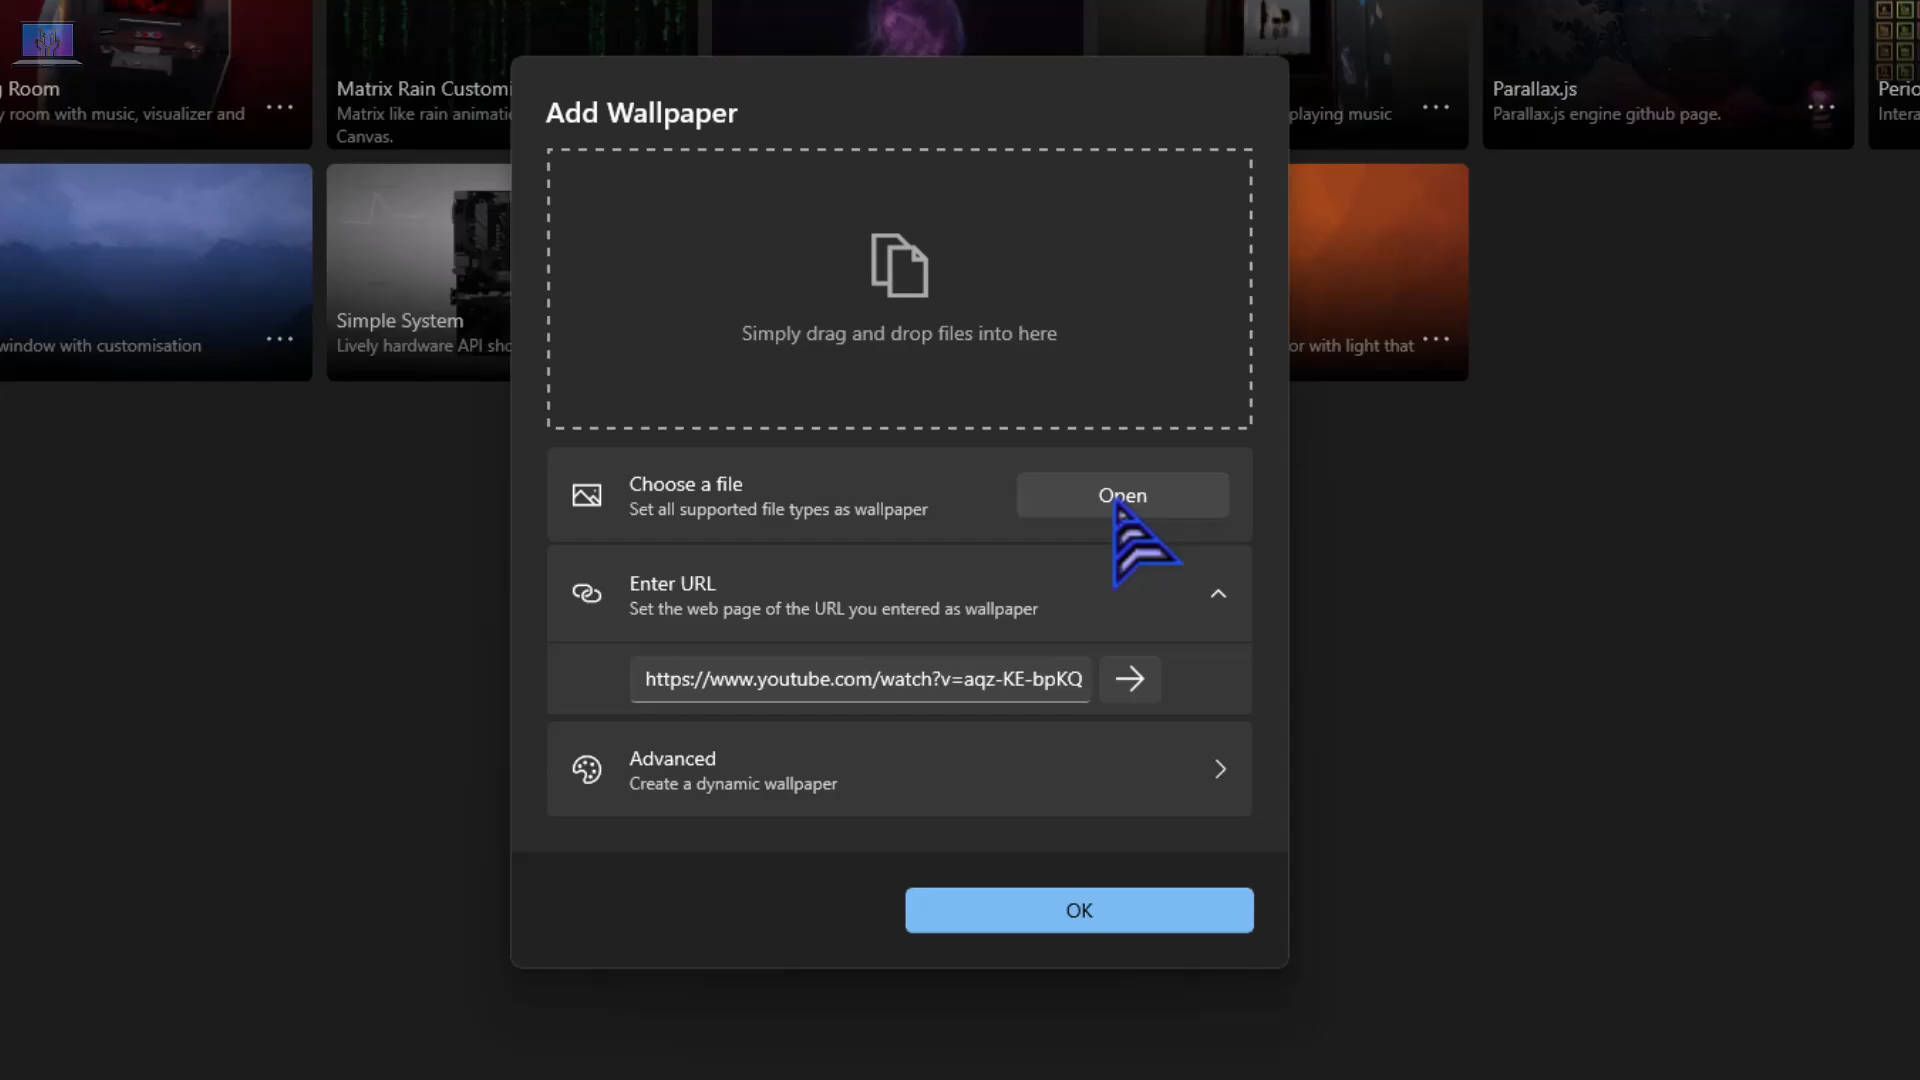 g Room
y room with music, visualizer and
Matrix Rain Customi
Matrix like rain animati
Canvas.
playing music
Parallax.js
Parallax.js engine github page.
Perio
Intera
window with customisation
Simple System
Lively hardware API sho
or with light that
Add Wallpaper
Simply drag and drop files into here
Choose a file
Set all supported file types as wallpaper
Open
Enter URL
Set the web page of the URL you entered as wallpaper
https://www.youtube.com/watch?v=aqz-KE-bpKQ
Advanced
Create a dynamic wallpaper
OK